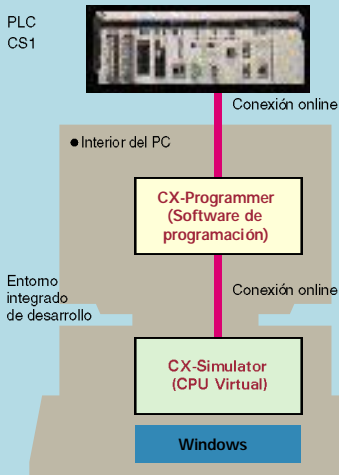 PLC
CS1
Conexión online
● Interior del PC
CX-Programmer
(Software de
programación)
Entorno
integrado
de desarrollo
Conexión online
CX-Simulator
(CPU Virtual)
Windows